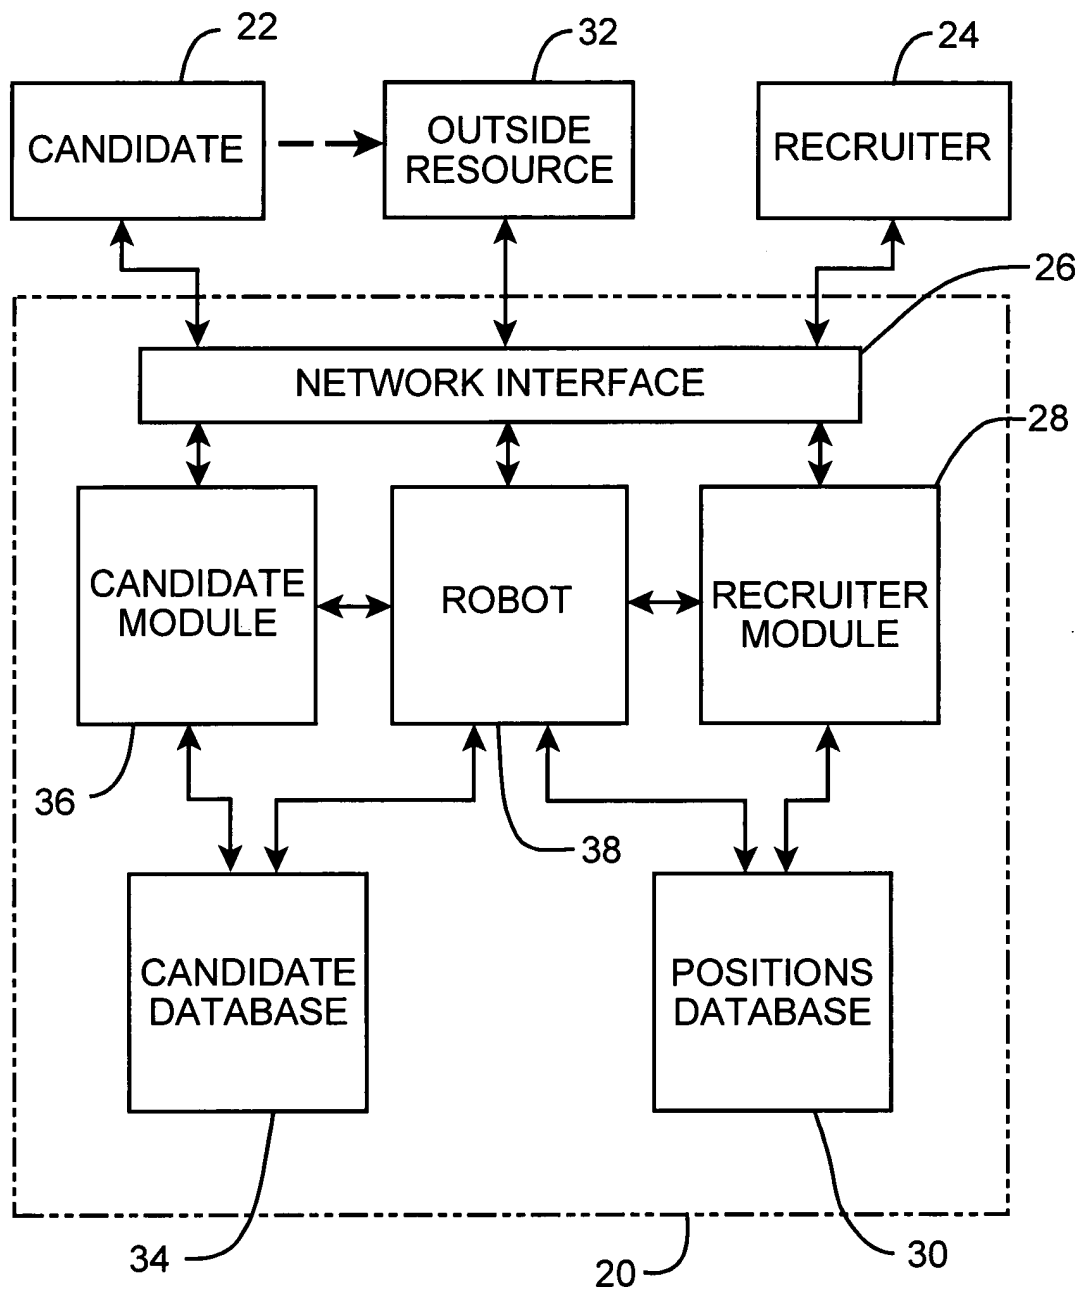 22
32
24
CANDIDATE
OUTSIDE
RESOURCE
RECRUITER
26
NETWORK INTERFACE
28
CANDIDATE
MODULE
ROBOT
RECRUITER
MODULE
36
38
CANDIDATE
DATABASE
POSITIONS
DATABASE
34
20
30